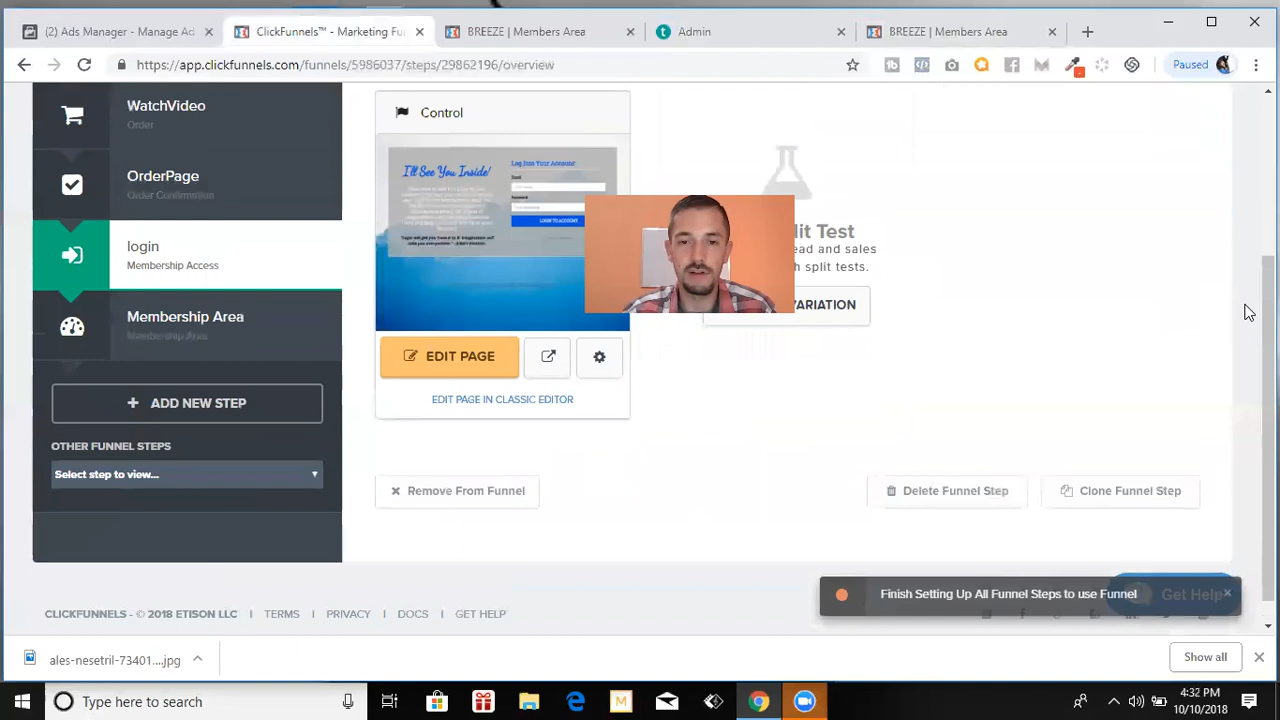 (2) Ads Manager - Manage Ad
ClickFunnels™ - Marketing Fu
BREEZE | Members Area
Admin
BREEZE | Members Area
https://app.clickfunnels.com/funnels/5986037/steps/29862196/overview
Paused
WatchVideo
Order
OrderPage
Order Confirmation
login
Membership Access
Membership Area
Membership Area
ADD NEW STEP
OTHER FUNNEL STEPS
Select step to view...
Control
I'll See You Inside!
Log Into Your Account
Email
Password
LOGIN TO ACCOUNT
EDIT PAGE
EDIT PAGE IN CLASSIC EDITOR
lit Test
ead and sales
h split tests.
VARIATION
Remove From Funnel
Delete Funnel Step
Clone Funnel Step
Finish Setting Up All Funnel Steps to use Funnel
Get Help
CLICKFUNNELS - © 2018 ETISON LLC
TERMS
PRIVACY
DOCS
GET HELP
ales-nesetril-73401....jpg
Show all
Type here to search
4:32 PM
10/10/2018